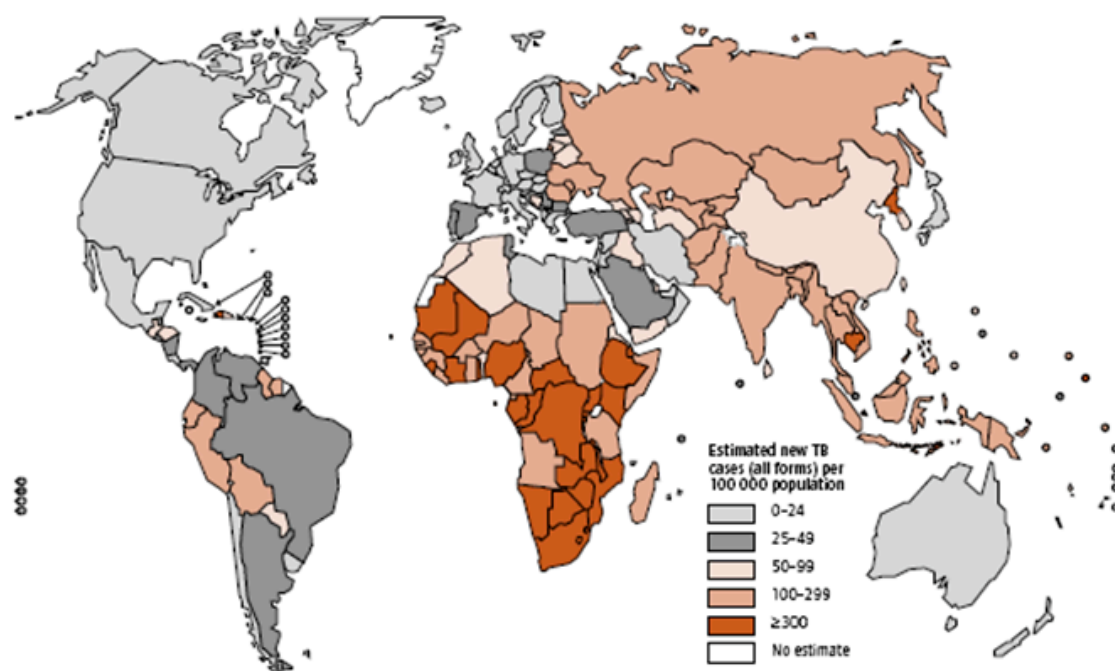 Estimated new TB
cases (all forms) per
100 000 population
0–24
25–49
50–99
100–299
≥300
No estimate